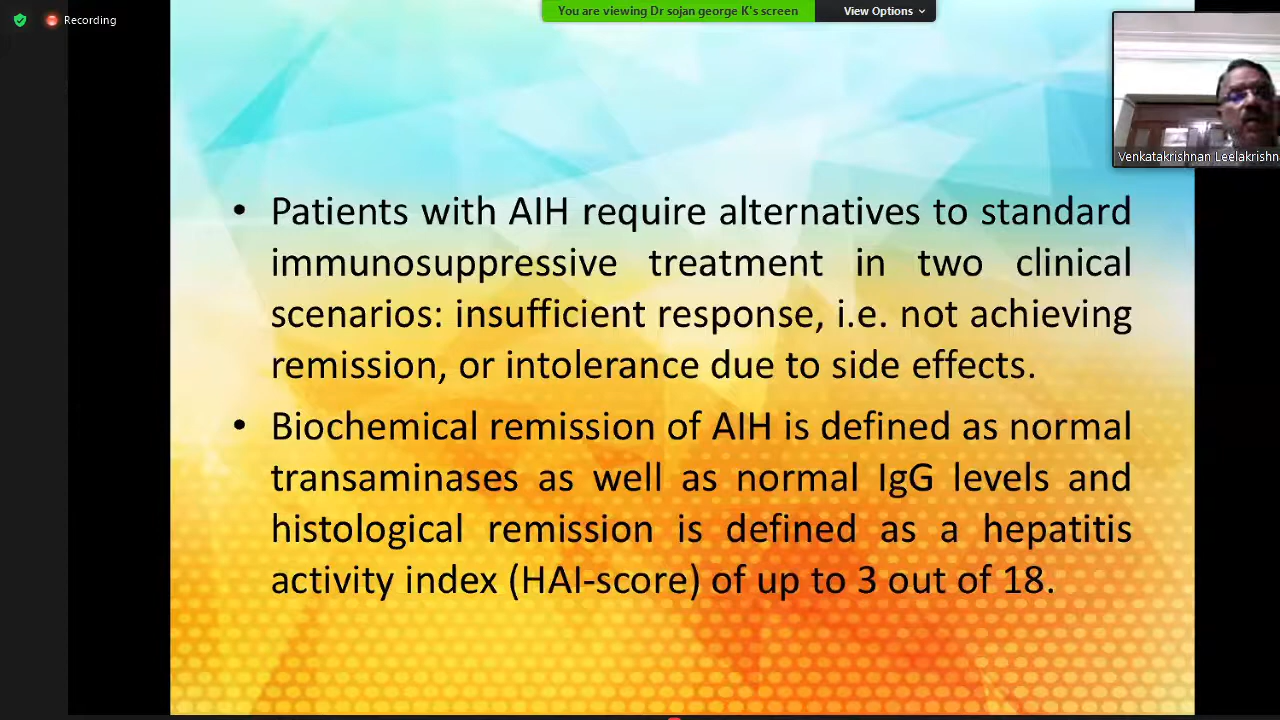 Recording
You are viewing Dr sojan george K's screen
View Options
Venkatakrishnan Leelakrishn
• Patients with AIH require alternatives to standard
immunosuppressive treatment in two clinical
scenarios: insufficient response, i.e. not achieving
remission, or intolerance due to side effects.
• Biochemical remission of AIH is defined as normal
transaminases as well as normal IgG levels and
histological remission is defined as a hepatitis
activity index (HAI-score) of up to 3 out of 18.